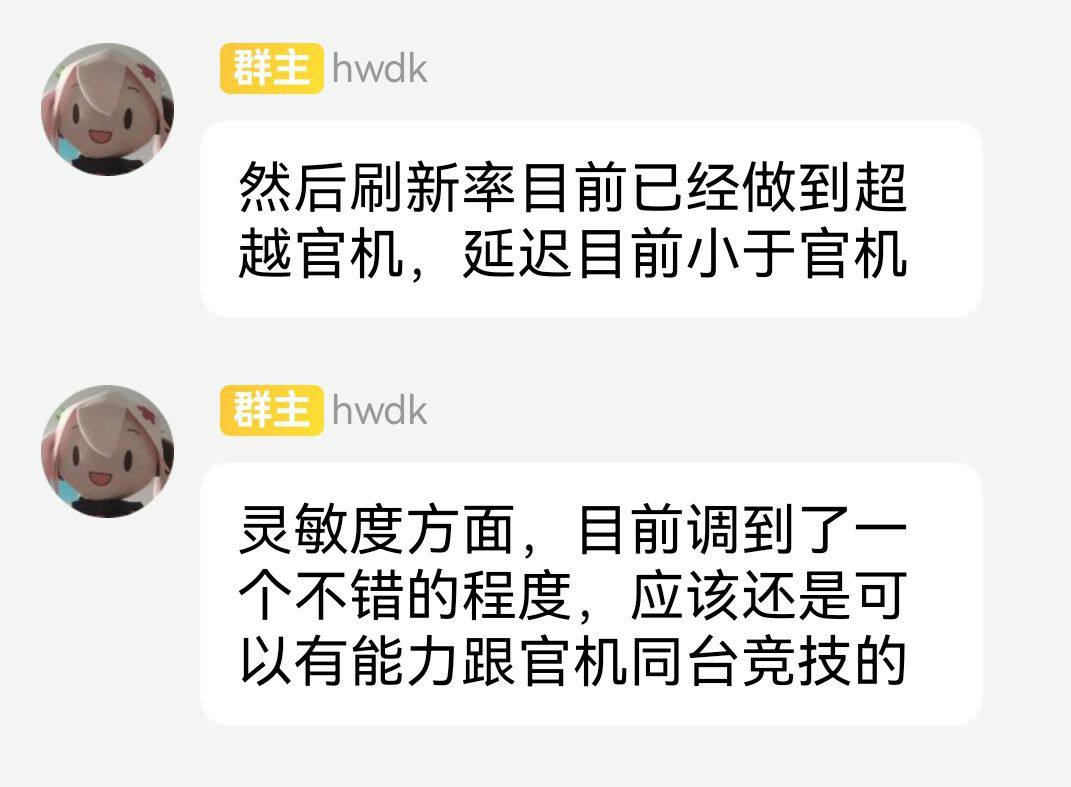 群主 hwdk
然后刷新率目前已经做到超
越官机，延迟目前小于官机
群主 hwdk
灵敏度方面，目前调到了一
个不错的程度，应该还是可
以有能力跟官机同台竞技的